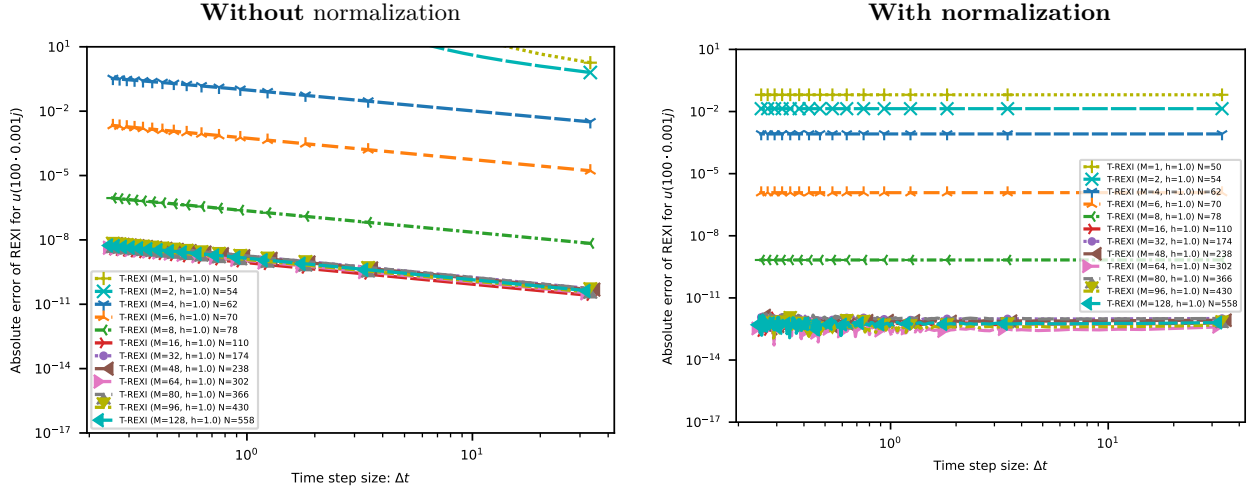 Without normalization
10^1
10^-2
10^-5
10^-8
10^-11
10^-14
10^-17
Absolute error of REXI for u/(100 · 0.001j)
T-REXI (M=1, h=1.0) N=50
T-REXI (M=2, h=1.0) N=54
T-REXI (M=4, h=1.0) N=62
T-REXI (M=6, h=1.0) N=70
T-REXI (M=8, h=1.0) N=78
T-REXI (M=16, h=1.0) N=110
T-REXI (M=32, h=1.0) N=174
T-REXI (M=48, h=1.0) N=238
T-REXI (M=64, h=1.0) N=302
T-REXI (M=80, h=1.0) N=366
T-REXI (M=96, h=1.0) N=430
T-REXI (M=128, h=1.0) N=558
10^0 10^1
Time step size: Δt
With normalization
10^1
10^-2
10^-5
10^-8
10^-11
10^-14
10^-17
Absolute error of REXI for u/(100 · 0.001j)
T-REXI (M=1, h=1.0) N=50
T-REXI (M=2, h=1.0) N=54
T-REXI (M=4, h=1.0) N=62
T-REXI (M=6, h=1.0) N=70
T-REXI (M=8, h=1.0) N=78
T-REXI (M=16, h=1.0) N=110
T-REXI (M=32, h=1.0) N=174
T-REXI (M=48, h=1.0) N=238
T-REXI (M=64, h=1.0) N=302
T-REXI (M=80, h=1.0) N=366
T-REXI (M=96, h=1.0) N=430
T-REXI (M=128, h=1.0) N=558
10^0 10^1
Time step size: Δt